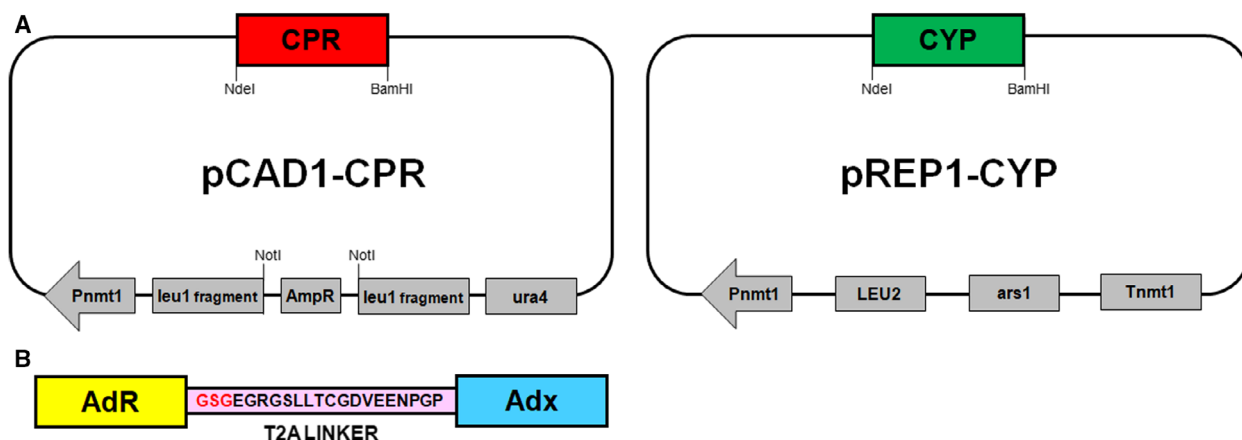 A
CPR
NdeI
BamHI
pCAD1-CPR
NotI
NotI
Pnmt1
leu1 fragment
AmpR
leu1 fragment
ura4
CYP
NdeI
BamHI
pREP1-CYP
Pnmt1
LEU2
ars1
Tnmt1
B
AdR
GSGEGRGSLLTCGDVEENPGP
Adx
T2A LINKER